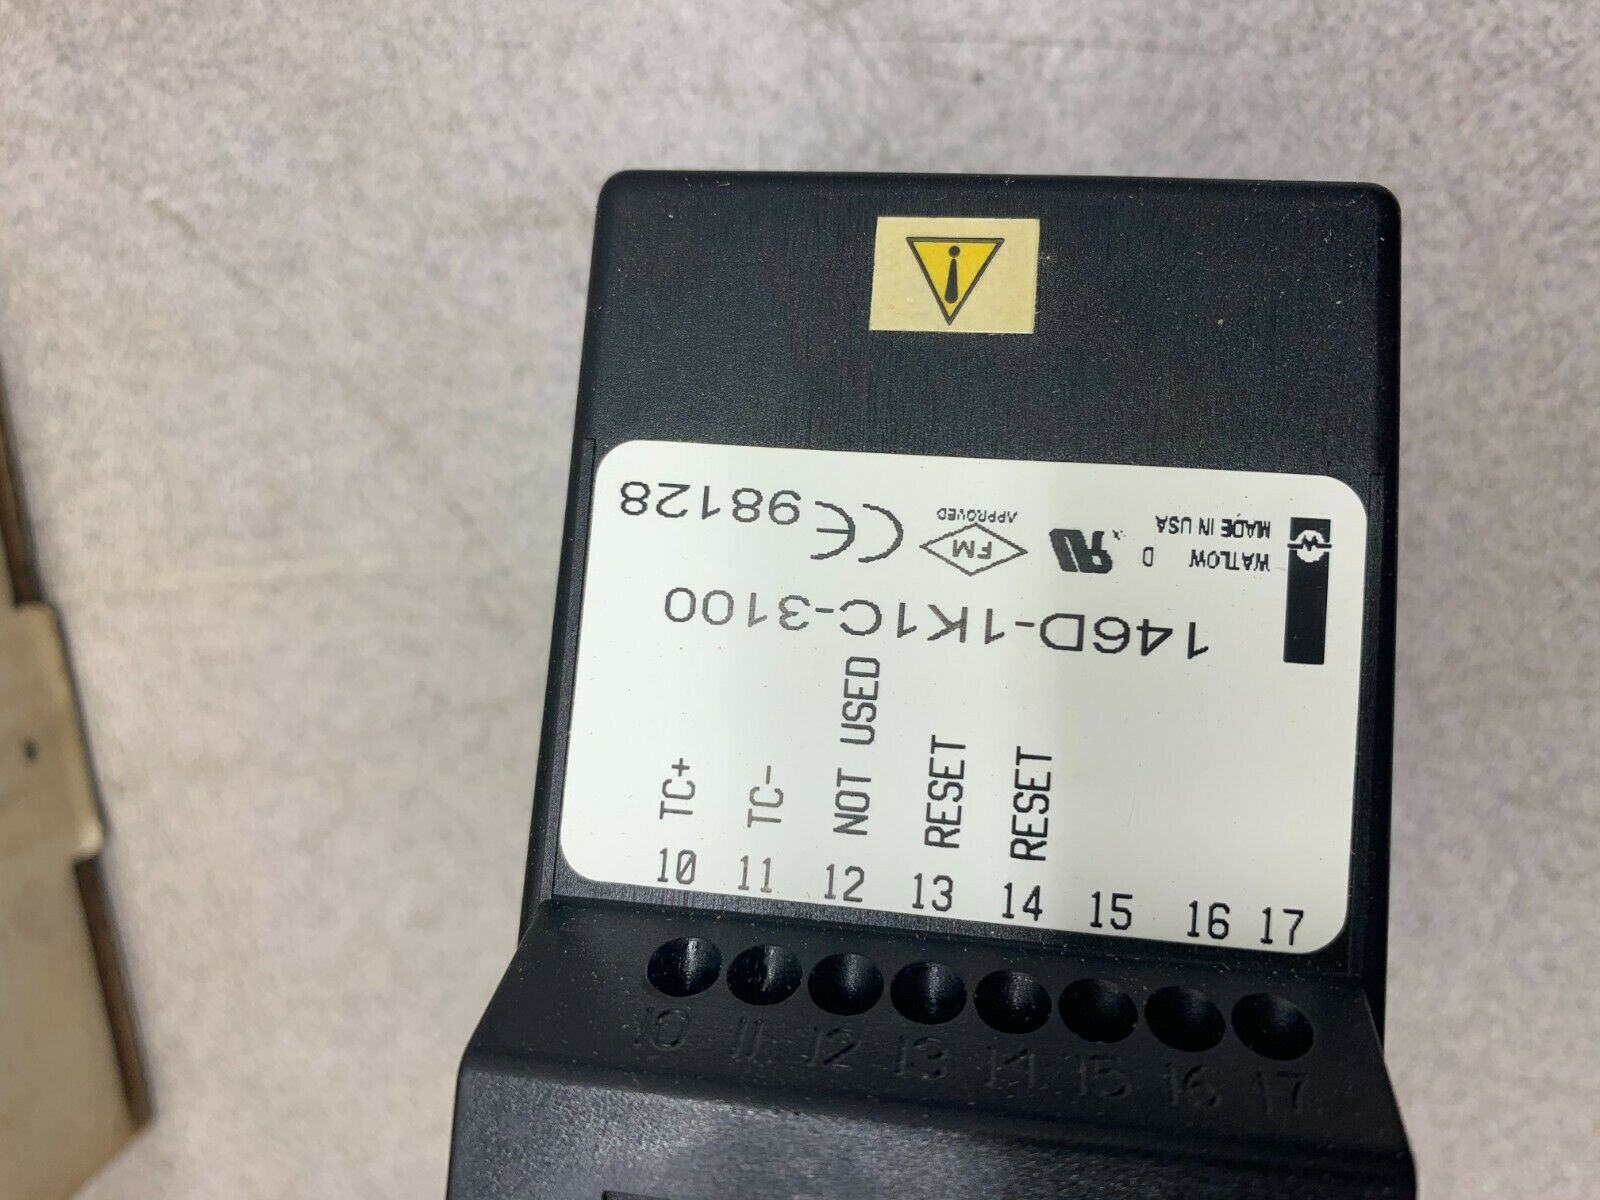 WATLOW D
MADE IN USA
UR
FM
APPROVED
CE 98128
146D-1K1C-3100
TC+
TC-
NOT USED
RESET
RESET
10 11 12 13 14 15 16 17
10 11 12 13 14 15 16 17